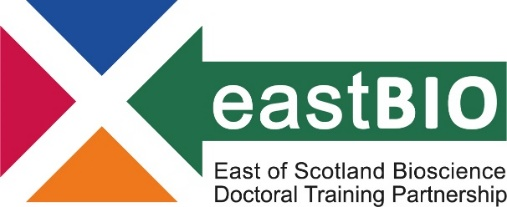 eastBIO
East of Scotland Bioscience
Doctoral Training Partnership